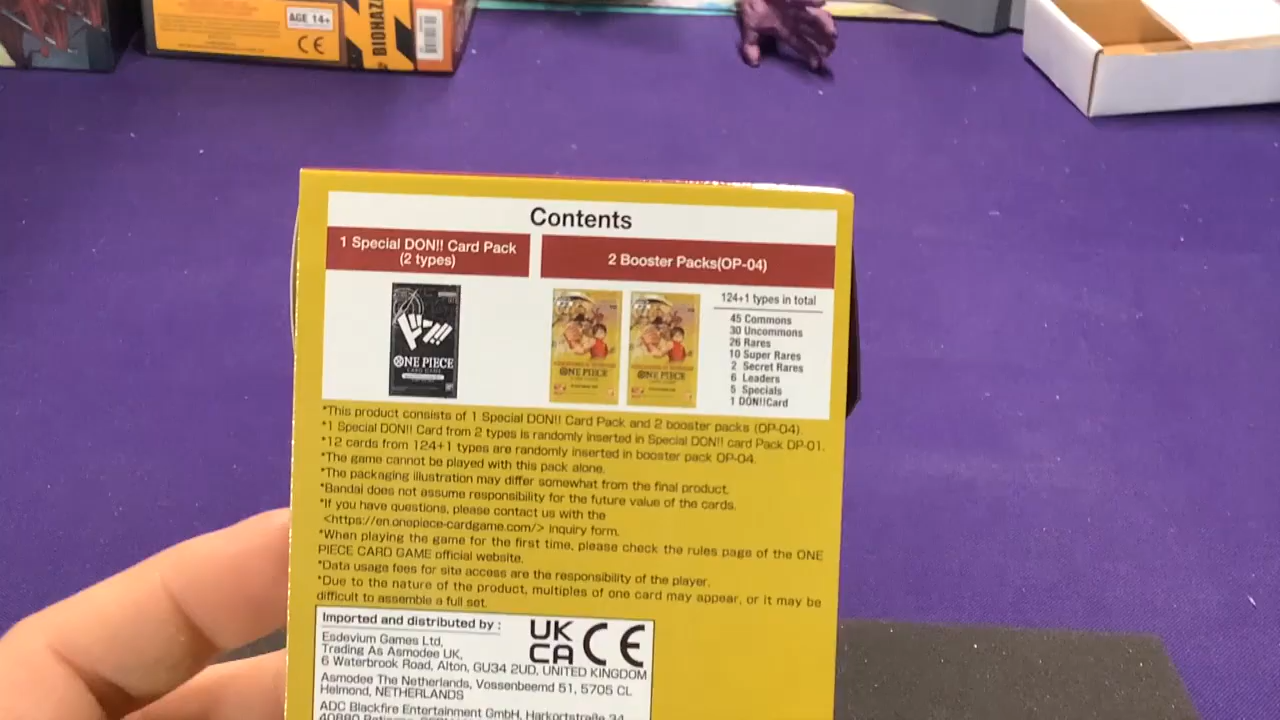 AGE 14+
CE
BIOHAZ
Contents
1 Special DON!! Card Pack
(2 types)
2 Booster Packs(OP-04)
ONE PIECE
CARD GAME
ONE PIECE
ONE PIECE
124+1 types in total
45 Commons
30 Uncommons
26 Rares
10 Super Rares
2 Secret Rares
6 Leaders
5 Specials
1 DON!!Card
*This product consists of 1 Special DON!! Card Pack and 2 booster packs (OP-04).
*1 Special DON!! Card from 2 types is randomly inserted in Special DON!! card Pack DP-01.
*12 cards from 124+1 types are randomly inserted in booster pack OP-04.
*The game cannot be played with this pack alone.
*The packaging illustration may differ somewhat from the final product.
*Bandai does not assume responsibility for the future value of the cards.
*If you have questions, please contact us with the
<https://en.onepiece-cardgame.com/> Inquiry form.
*When playing the game for the first time, please check the rules page of the ONE
PIECE CARD GAME official website.
*Data usage fees for site access are the responsibility of the player.
*Due to the nature of the product, multiples of one card may appear, or it may be
difficult to assemble a full set.
Imported and distributed by :
Esdevium Games Ltd,
Trading As Asmodee UK,
6 Waterbrook Road, Alton, GU34 2UD, UNITED KINGDOM
UK
CA CE
Asmodee The Netherlands, Vossenbeemd 51, 5705 CL
Helmond, NETHERLANDS
ADC Blackfire Entertainment GmbH, Harkortstraße 34